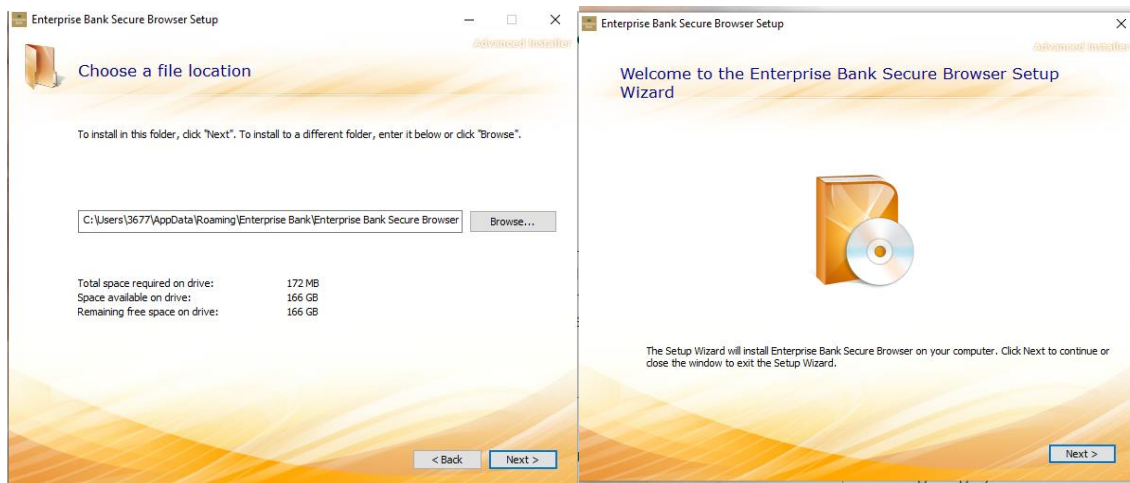 Enterprise Bank Secure Browser Setup
Advanced Installer
Choose a file location
To install in this folder, click "Next". To install to a different folder, enter it below or click "Browse".
C:\Users\3677\AppData\Roaming\Enterprise Bank\Enterprise Bank Secure Browser
Browse...
Total space required on drive: 172 MB
Space available on drive: 166 GB
Remaining free space on drive: 166 GB
< Back
Next >
Enterprise Bank Secure Browser Setup
Advanced Installer
Welcome to the Enterprise Bank Secure Browser Setup
Wizard
The Setup Wizard will install Enterprise Bank Secure Browser on your computer. Click Next to continue or
close the window to exit the Setup Wizard.
Next >